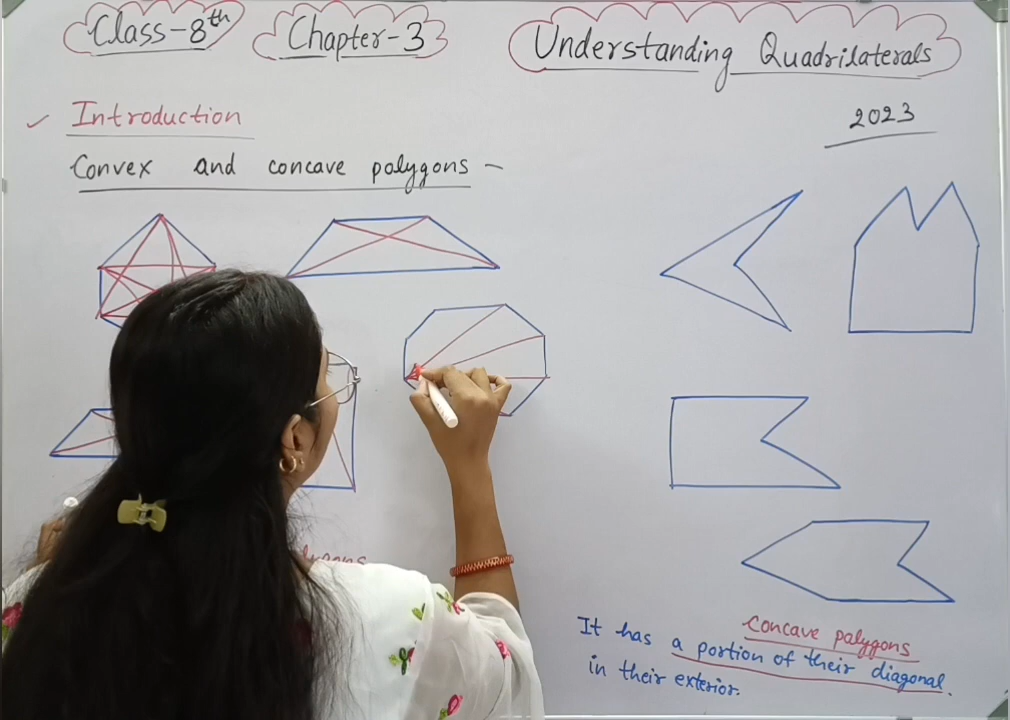 Class-8th Chapter-3 Understanding Quadrilaterals
Introduction
2023
Convex and concave polygons -
concave polygons
It has a portion of their diagonal.
in their exterior.